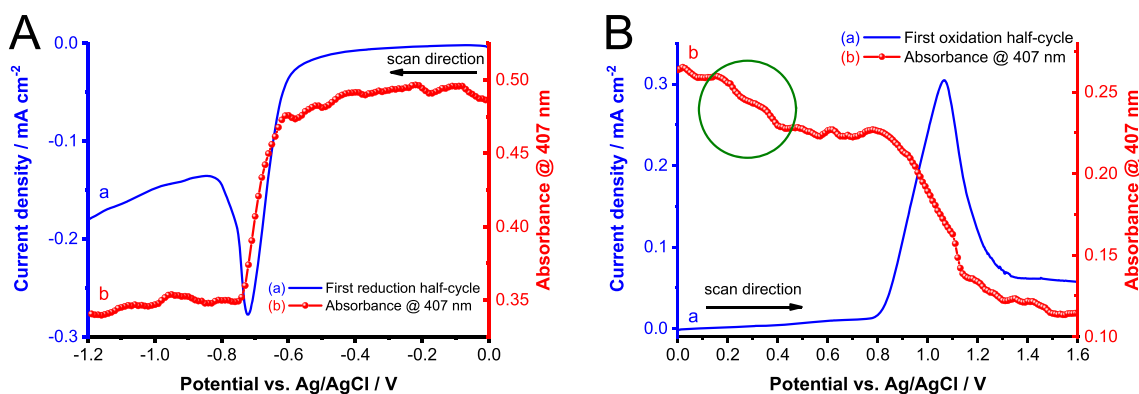 A
0.0
-0.1
-0.2
-0.3
Current density / mA cm-2
scan direction
a
b
(a) First reduction half-cycle
(b) Absorbance @ 407 nm
0.50
0.45
0.40
0.35
Absorbance @ 407 nm
-1.2 -1.0 -0.8 -0.6 -0.4 -0.2 0.0
Potential vs. Ag/AgCl / V
B
(a) First oxidation half-cycle
(b) Absorbance @ 407 nm
b
0.3
0.2
0.1
0.0
Current density / mA cm-2
scan direction
a
0.25
0.20
0.15
0.10
Absorbance @ 407 nm
0.0 0.2 0.4 0.6 0.8 1.0 1.2 1.4 1.6
Potential vs. Ag/AgCl / V